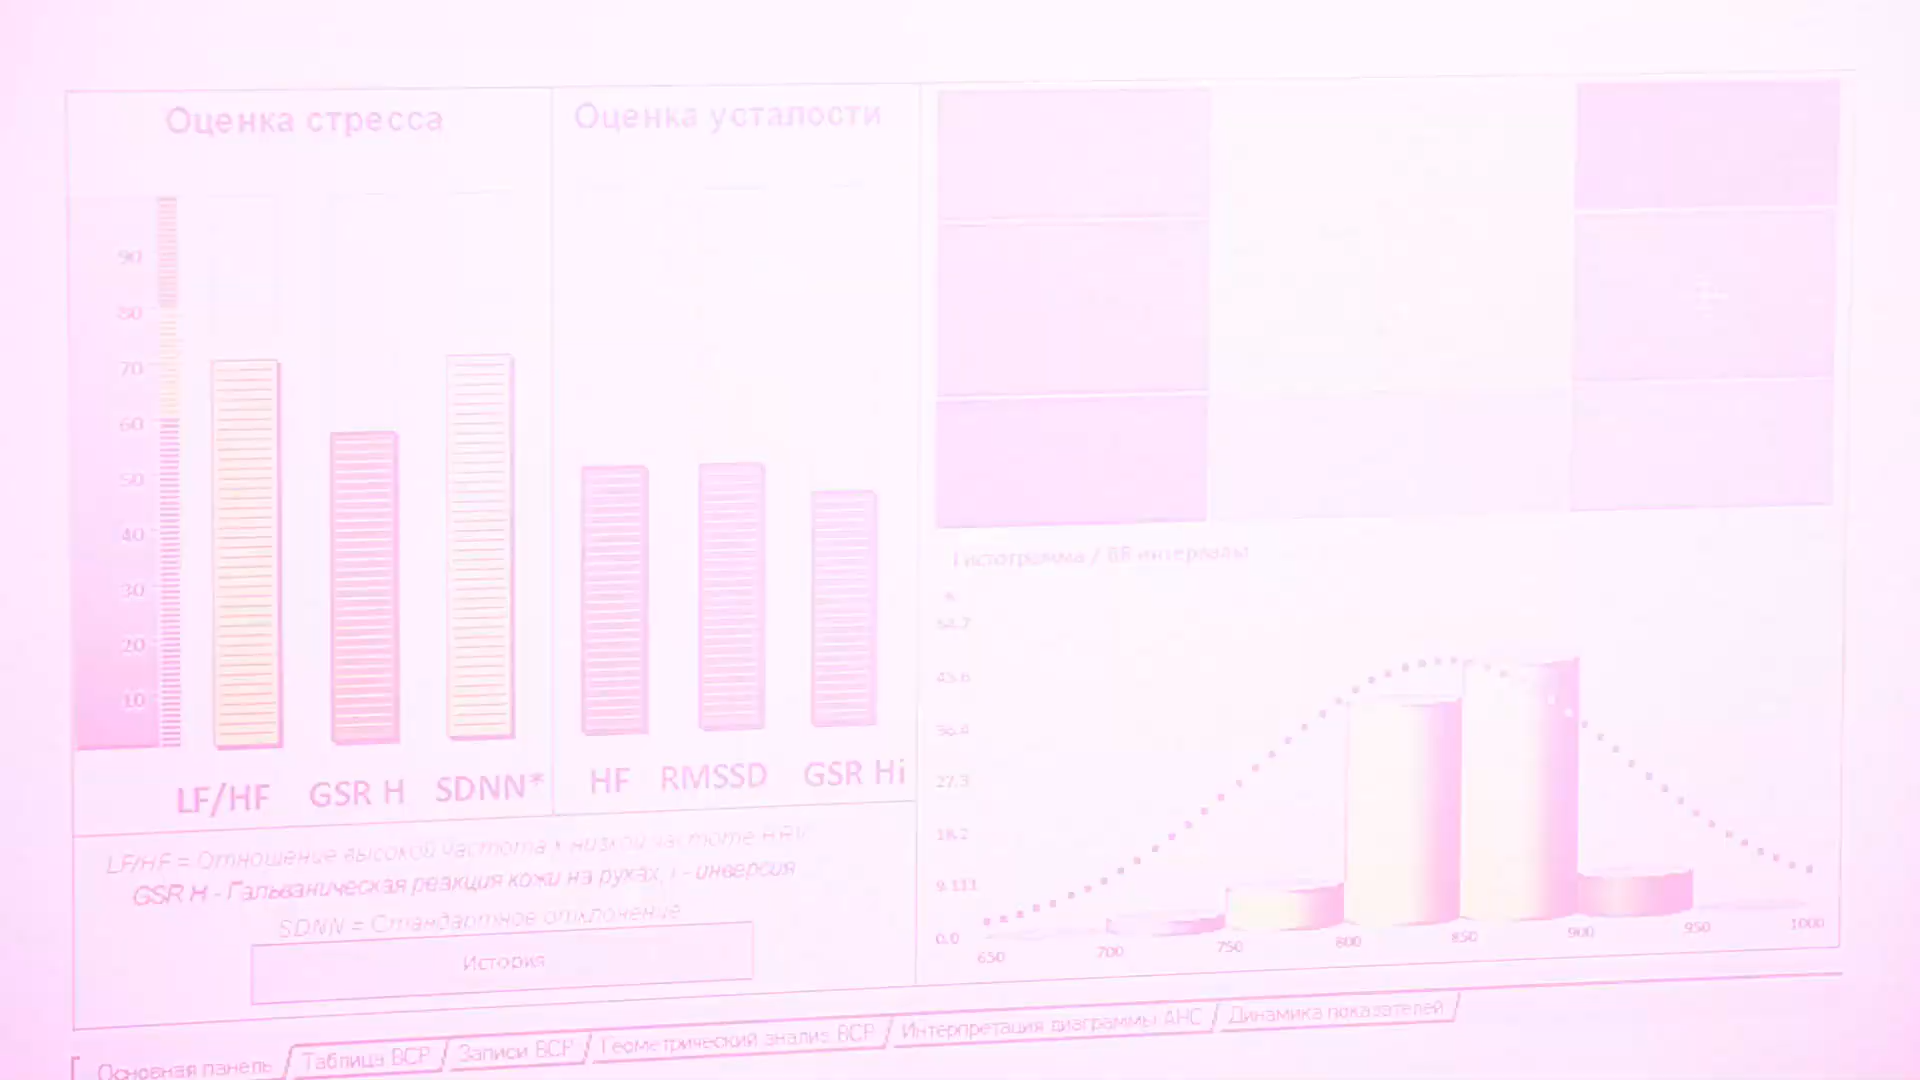 Оценка стресса
Оценка усталости
90
80
70
60
50
40
30
20
10
LF/HF GSR H SDNN*
HF RMSSD GSR Hi
LF/HF = Отношение высокой частота к низкой частоте HRV
GSR H - Гальваническая реакция кожи на руках, i - инверсия
SDNN = Стандартное отклонение
История
Гистограмма / RR интервалы
54.7
45.6
36.4
27.3
18.2
9.111
0.0
650 700 750 800 850 900 950 1000
Основная панель Таблица ВСР Записи ВСР Геометрический анализ ВСР Интерпретация диаграммы АНС Динамика показателей